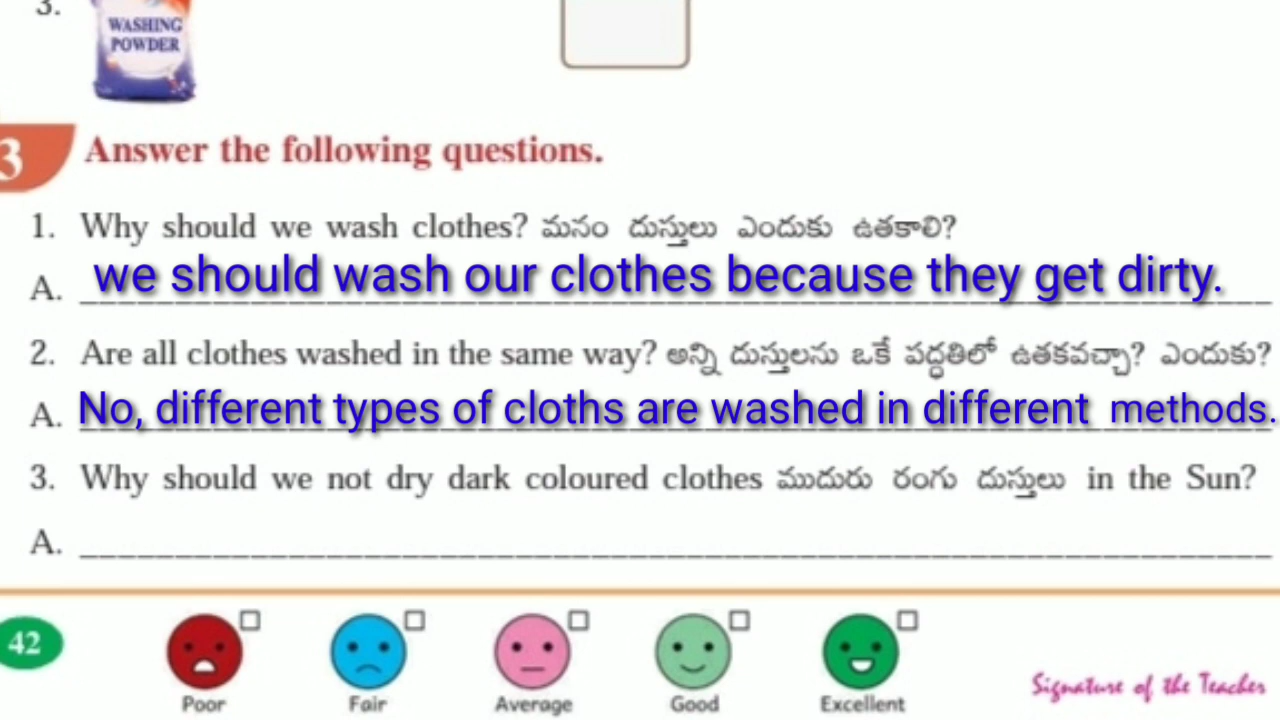 3.
WASHING
POWDER
3 Answer the following questions.
1. Why should we wash clothes? మనం దుస్తులు ఎందుకు ఉతకాలి?
A. we should wash our clothes because they get dirty.
2. Are all clothes washed in the same way? అన్ని దుస్తులను ఒకే పద్ధతిలో ఉతకవచ్చా? ఎందుకు?
A. No, different types of cloths are washed in different methods.
3. Why should we not dry dark coloured clothes ముదురు రంగు దుస్తులు in the Sun?
A.
42
Poor Fair Average Good Excellent
Signature of the Teacher